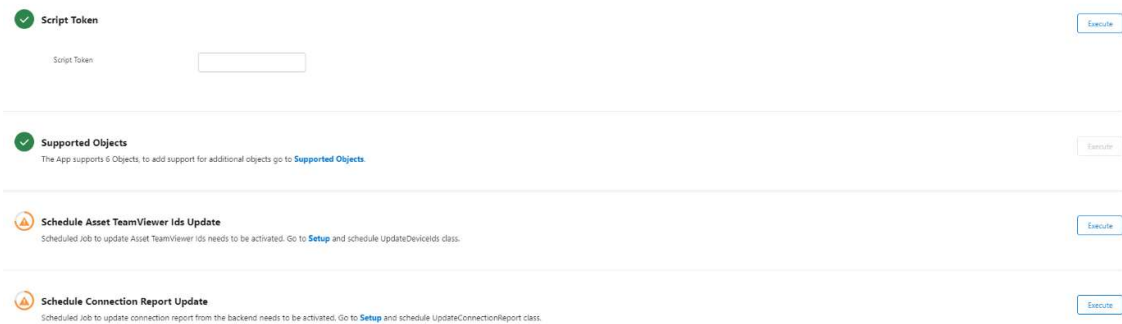 Script Token
Execute
Script Token
Supported Objects
The App supports 6 Objects, to add support for additional objects go to Supported Objects.
Execute
Schedule Asset TeamViewer Ids Update
Scheduled Job to update Asset TeamViewer Ids needs to be activated. Go to Setup and schedule UpdateDeviceIds class.
Execute
Schedule Connection Report Update
Scheduled Job to update connection report from the backend needs to be activated. Go to Setup and schedule UpdateConnectionReport class.
Execute